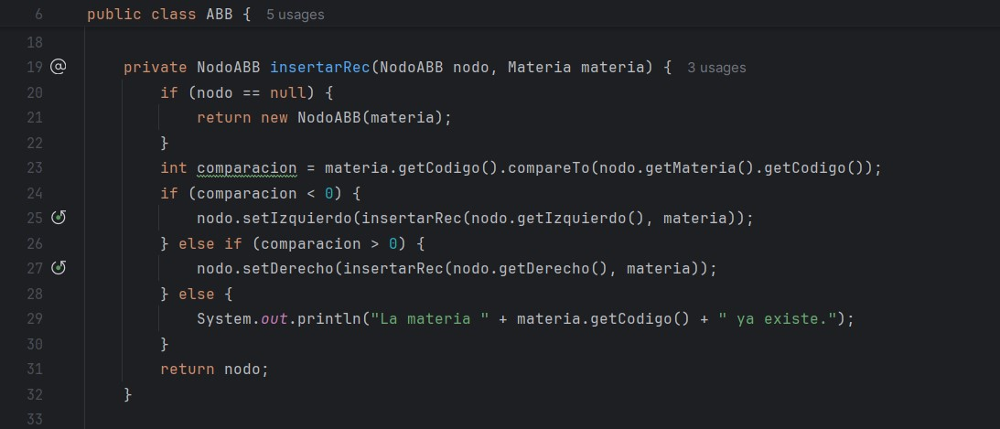 6 public class ABB { 5 usages
18
19 @ private NodoABB insertarRec(NodoABB nodo, Materia materia) { 3 usages
20 if (nodo == null) {
21 return new NodoABB(materia);
22 }
23 int comparacion = materia.getCodigo().compareTo(nodo.getMateria().getCodigo());
24 if (comparacion < 0) {
25 nodo.setIzquierdo(insertarRec(nodo.getIzquierdo(), materia));
26 } else if (comparacion > 0) {
27 nodo.setDerecho(insertarRec(nodo.getDerecho(), materia));
28 } else {
29 System.out.println("La materia " + materia.getCodigo() + " ya existe.");
30 }
31 return nodo;
32 }
33